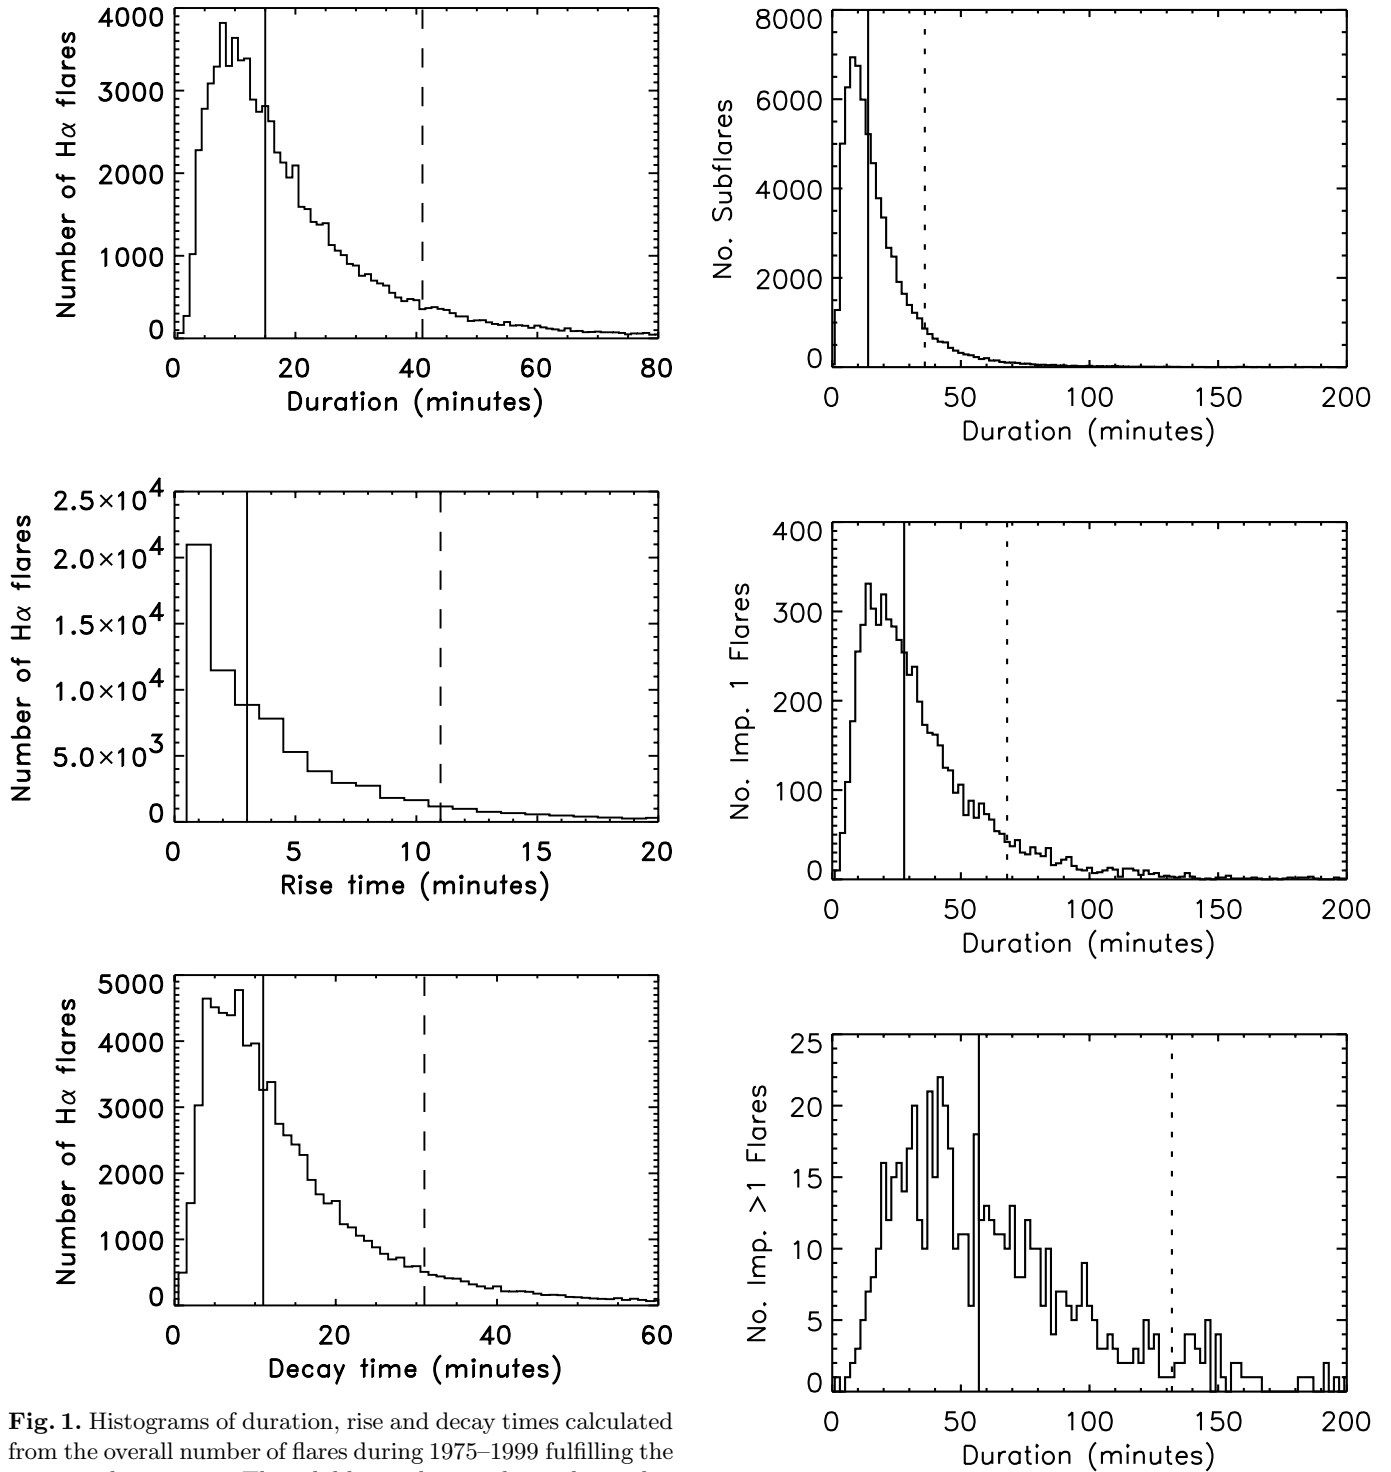 4000
3000
2000
1000
0
Number of Hα flares
0 20 40 60 80
Duration (minutes)
2.5×10⁴
2.0×10⁴
1.5×10⁴
1.0×10⁴
5.0×10³
0
Number of Hα flares
0 5 10 15 20
Rise time (minutes)
5000
4000
3000
2000
1000
0
Number of Hα flares
0 20 40 60
Decay time (minutes)
Fig. 1. Histograms of duration, rise and decay times calculated
from the overall number of flares during 1975–1999 fulfilling the
8000
6000
4000
2000
0
No. Subflares
0 50 100 150 200
Duration (minutes)
400
300
200
100
0
No. Imp. 1 Flares
0 50 100 150 200
Duration (minutes)
25
20
15
10
5
0
No. Imp. >1 Flares
0 50 100 150 200
Duration (minutes)